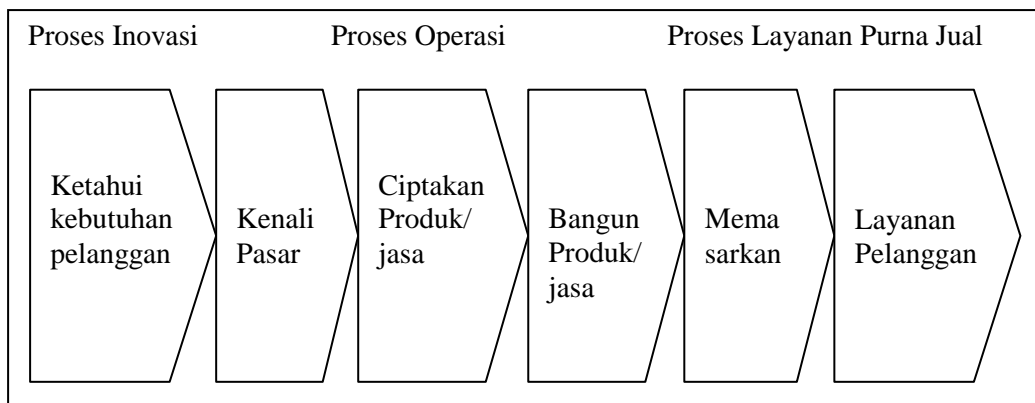 Proses Inovasi
Proses Operasi
Proses Layanan Purna Jual
Ketahui
kebutuhan
pelanggan
Kenali
Pasar
Ciptakan
Produk/
jasa
Bangun
Produk/
jasa
Mema
sarkan
Layanan
Pelanggan